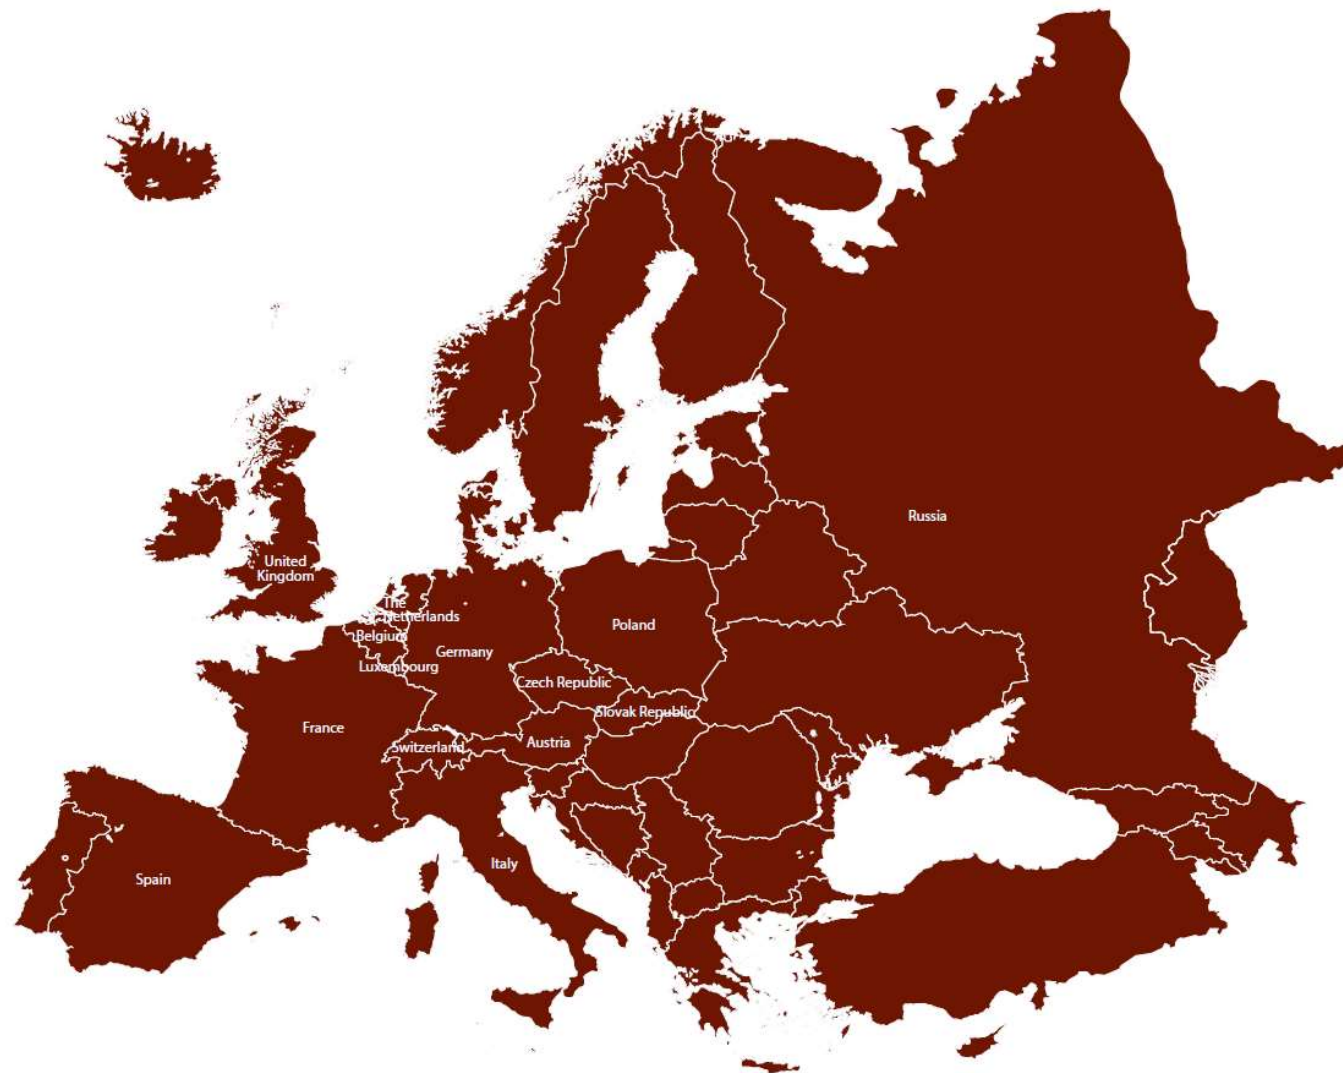 Russia
United
Kingdom
The
Netherlands
Poland
Belgium
Germany
Luxembourg
Czech Republic
Slovak Republic
France
Switzerland
Austria
Italy
Spain